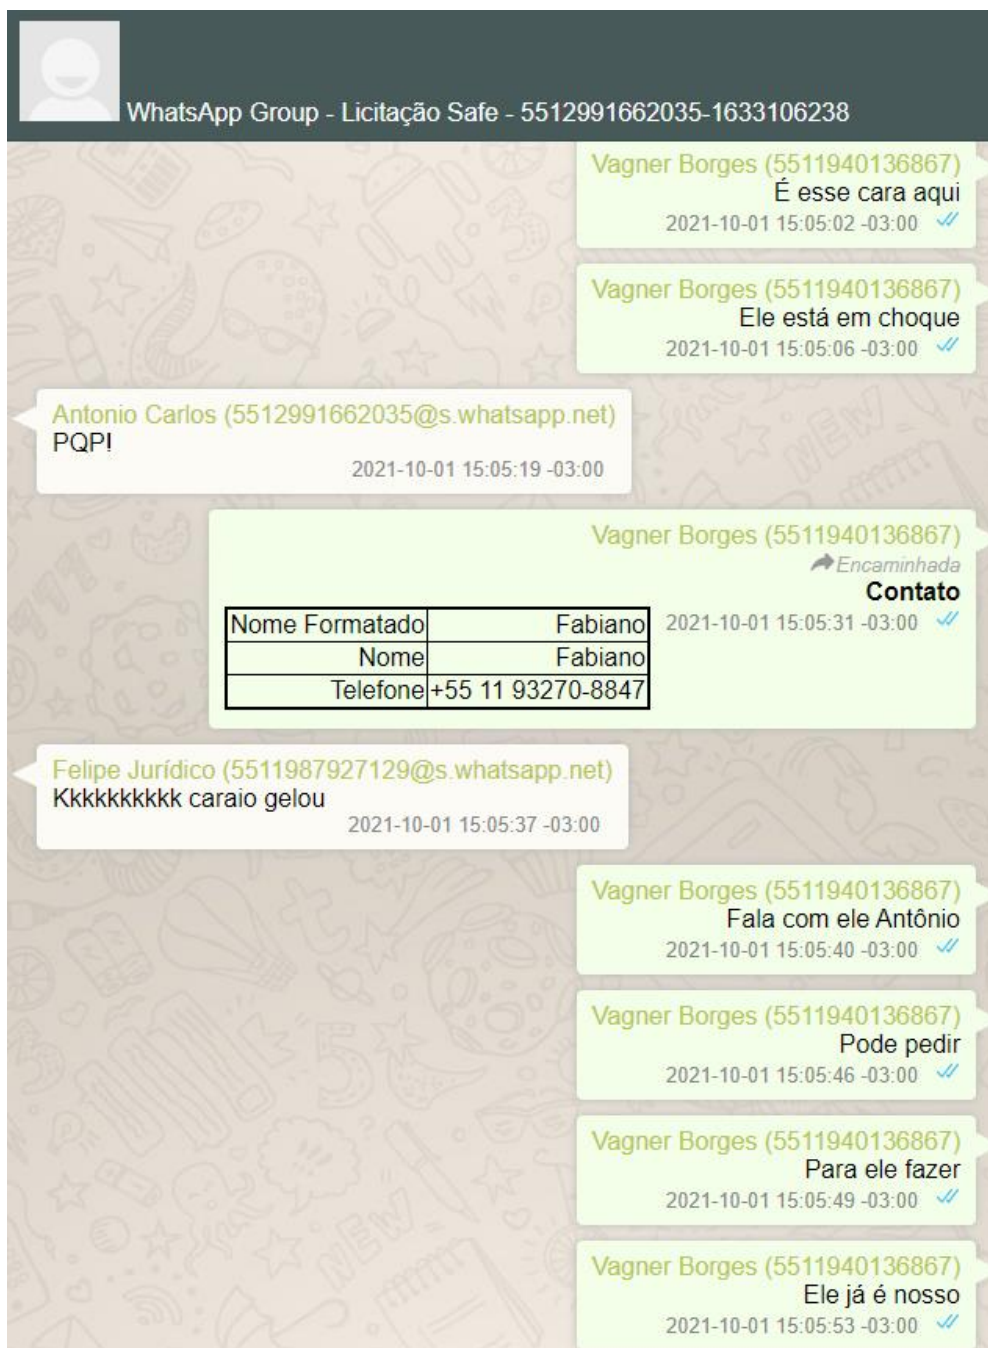 WhatsApp Group - Licitação Safe - 5512991662035-1633106238
Vagner Borges (5511940136867)
É esse cara aqui
2021-10-01 15:05:02 -03:00
Vagner Borges (5511940136867)
Ele está em choque
2021-10-01 15:05:06 -03:00
Antonio Carlos (5512991662035@s.whatsapp.net)
PQP!
2021-10-01 15:05:19 -03:00
Vagner Borges (5511940136867)
Encaminhada
Contato
2021-10-01 15:05:31 -03:00
Nome Formatado Fabiano
Nome Fabiano
Telefone +55 11 93270-8847
Felipe Jurídico (5511987927129@s.whatsapp.net)
Kkkkkkkkkk caraio gelou
2021-10-01 15:05:37 -03:00
Vagner Borges (5511940136867)
Fala com ele Antônio
2021-10-01 15:05:40 -03:00
Vagner Borges (5511940136867)
Pode pedir
2021-10-01 15:05:46 -03:00
Vagner Borges (5511940136867)
Para ele fazer
2021-10-01 15:05:49 -03:00
Vagner Borges (5511940136867)
Ele já é nosso
2021-10-01 15:05:53 -03:00